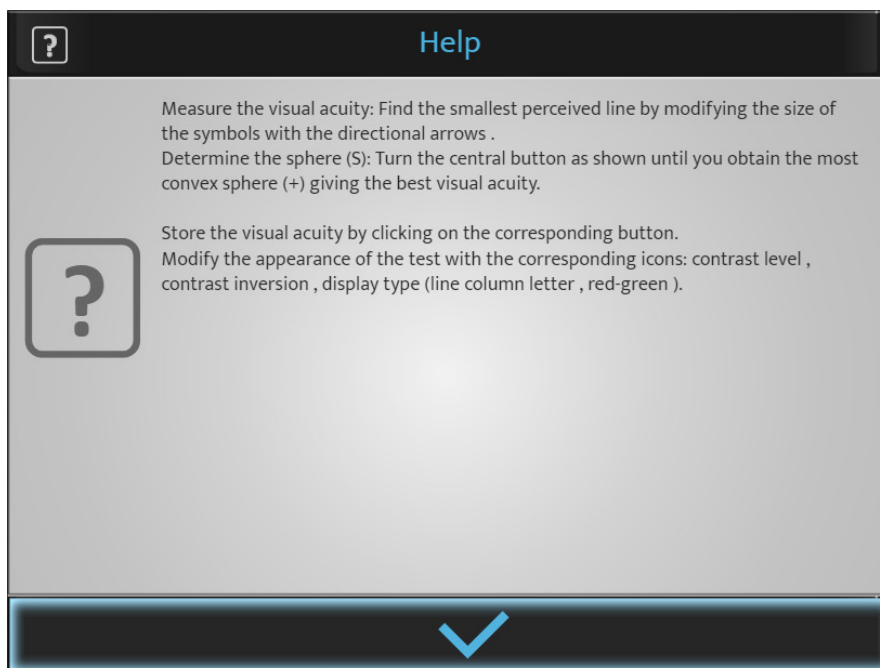 ?
Help
Measure the visual acuity: Find the smallest perceived line by modifying the size of
the symbols with the directional arrows .
Determine the sphere (S): Turn the central button as shown until you obtain the most
convex sphere (+) giving the best visual acuity.
Store the visual acuity by clicking on the corresponding button.
Modify the appearance of the test with the corresponding icons: contrast level ,
contrast inversion , display type (line column letter , red-green ).
?